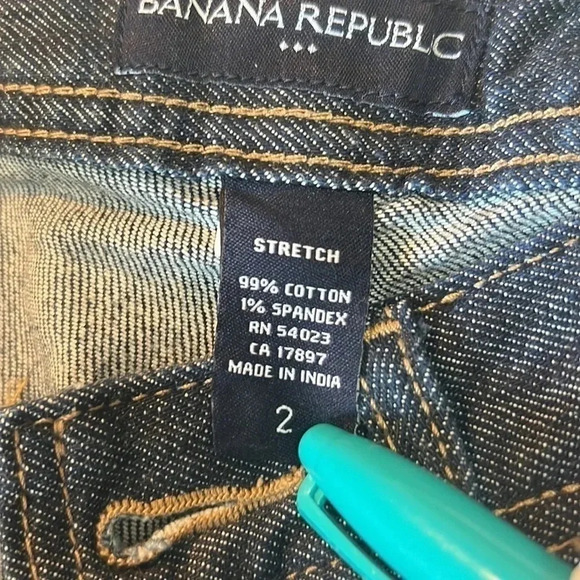 BANANA REPUBLC
STRETCH
99% COTTON
1% SPANDEX
RN 54023
CA 17897
MADE IN INDIA
2